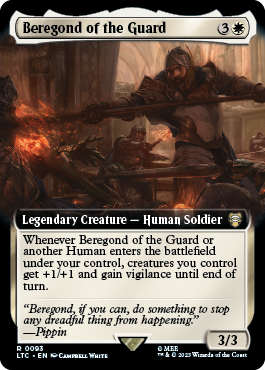 Beregond of the Guard 3
Legendary Creature — Human Soldier
Whenever Beregond of the Guard or
another Human enters the battlefield
under your control, creatures you control
get +1/+1 and gain vigilance until end of
turn.
“Beregond, if you can, do something to stop
any dreadful thing from happening.”
—Pippin
3/3
R 0093 © MEE
LTC • EN Campbell White ™ & © 2023 Wizards of the Coast